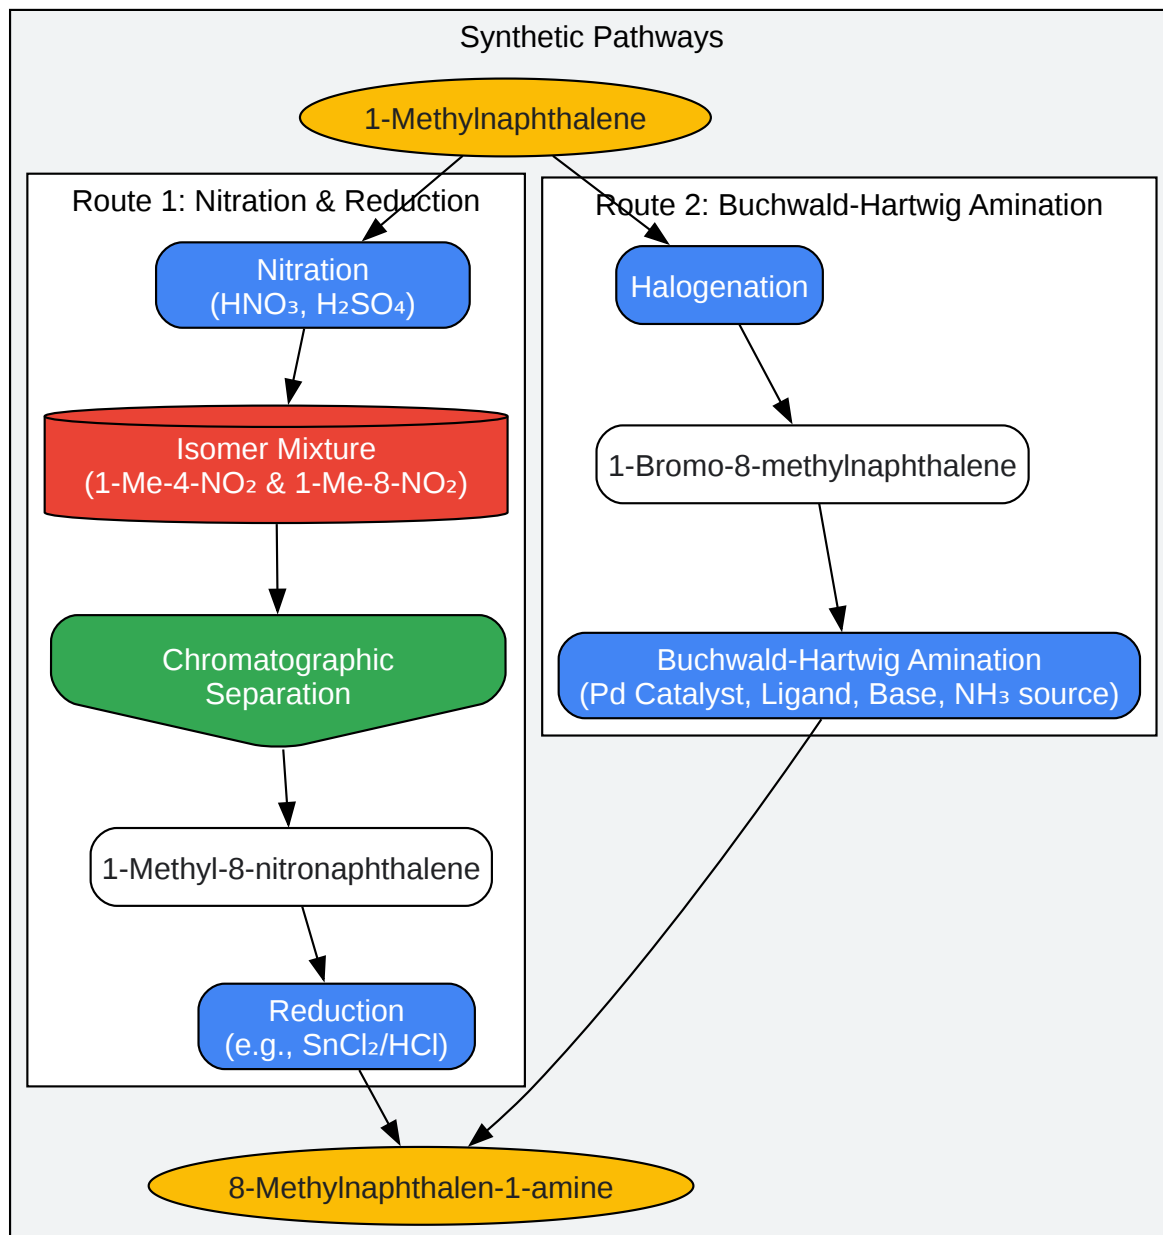 Synthetic Pathways
1-Methylnaphthalene
Route 1: Nitration & Reduction
Nitration
(HNO₃, H₂SO₄)
Isomer Mixture
(1-Me-4-NO₂ & 1-Me-8-NO₂)
Chromatographic
Separation
1-Methyl-8-nitronaphthalene
Reduction
(e.g., SnCl₂/HCl)
Route 2: Buchwald-Hartwig Amination
Halogenation
1-Bromo-8-methylnaphthalene
Buchwald-Hartwig Amination
(Pd Catalyst, Ligand, Base, NH₃ source)
8-Methylnaphthalen-1-amine